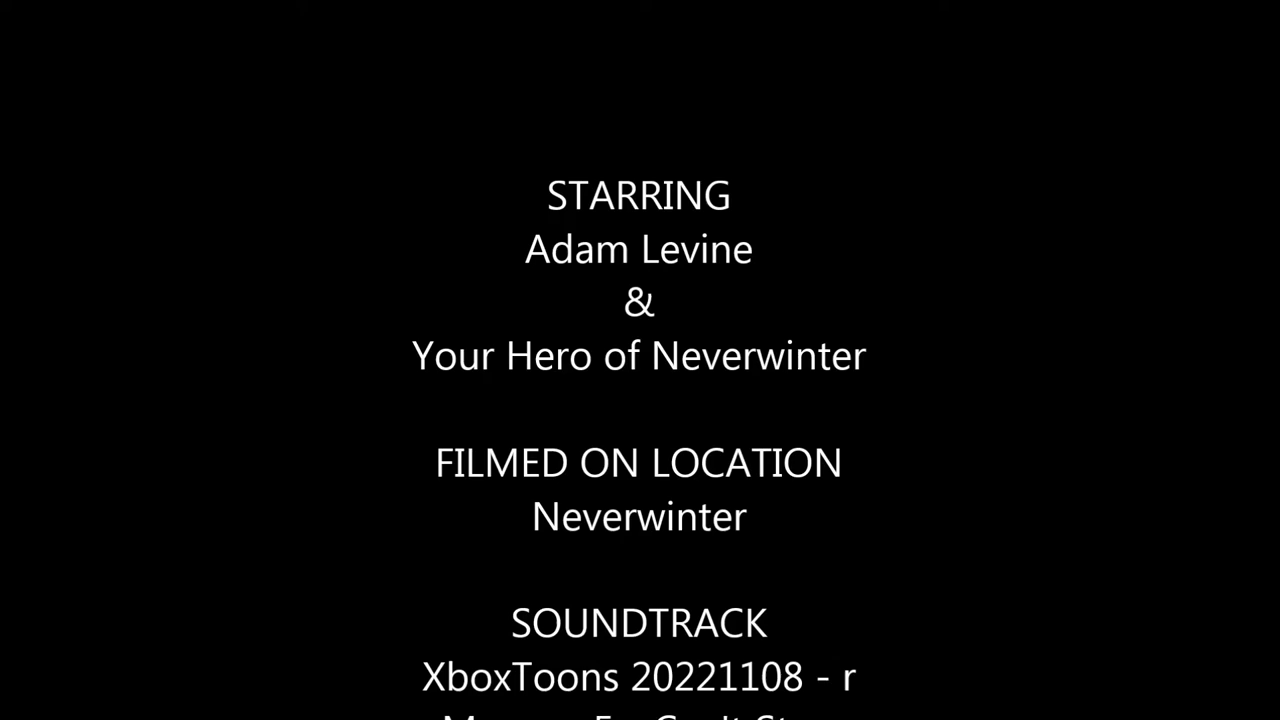 STARRING
Adam Levine
&
Your Hero of Neverwinter
FILMED ON LOCATION
Neverwinter
SOUNDTRACK
XboxToons 20221108 - r